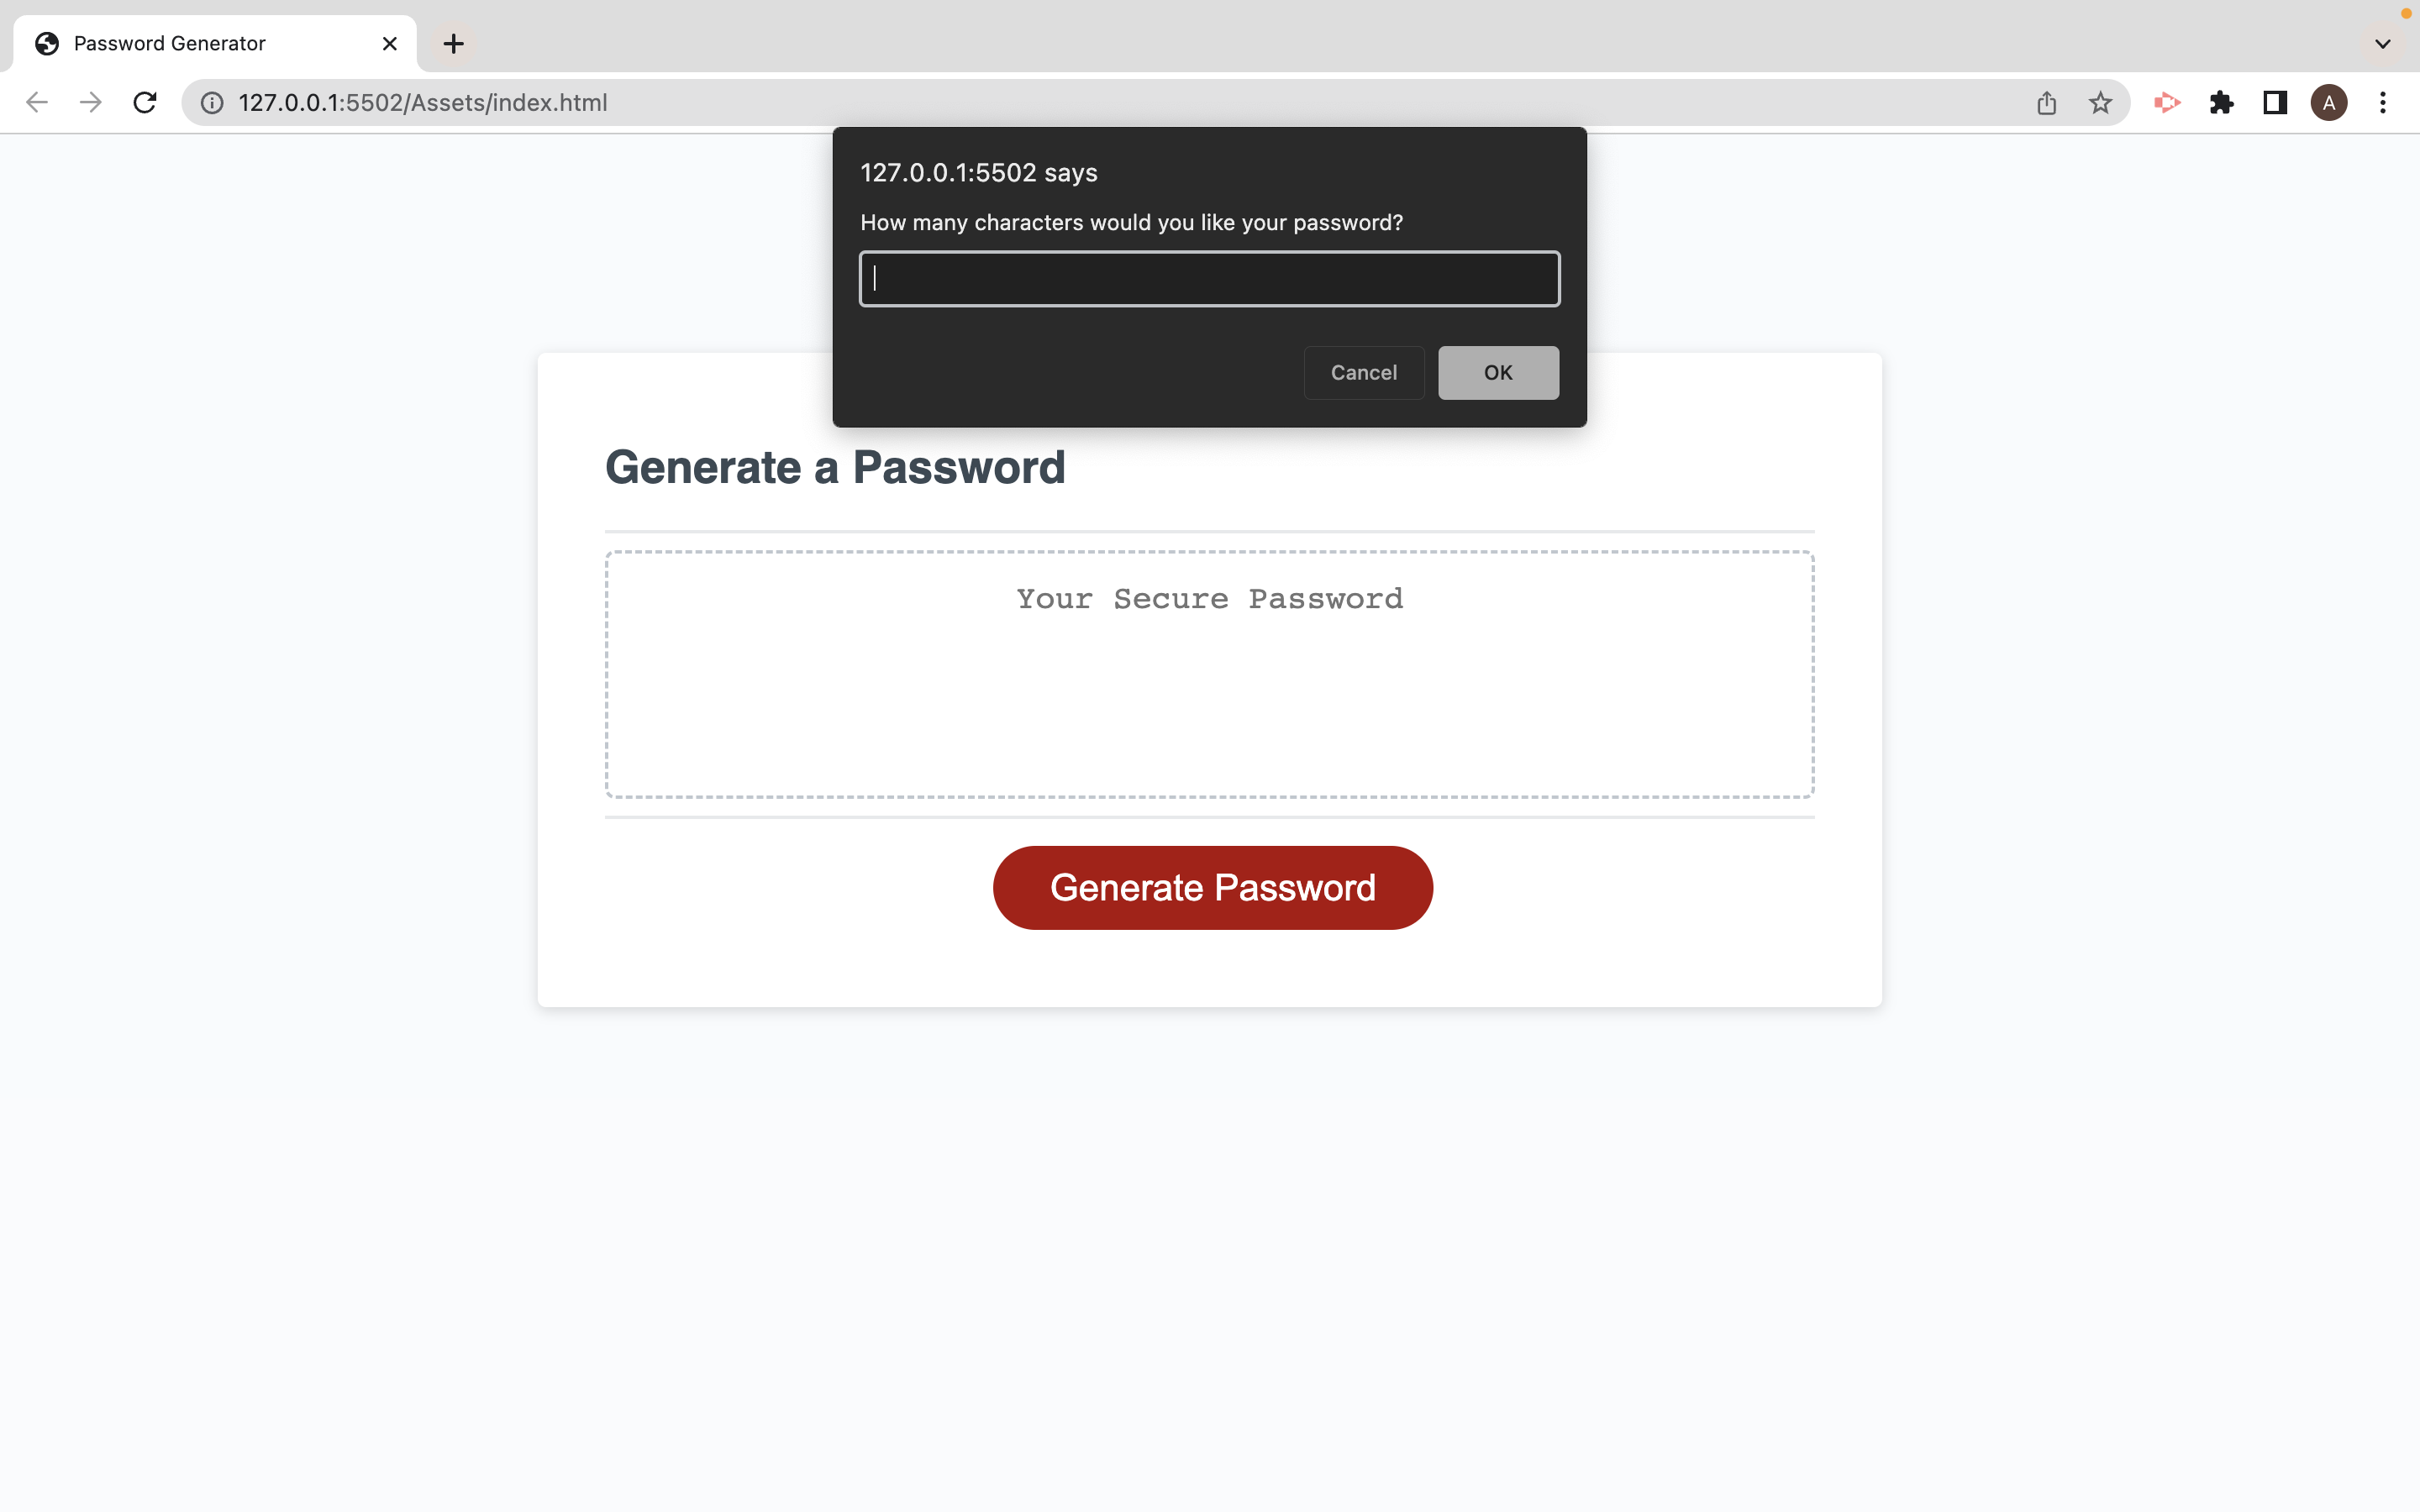 Password Generator
127.0.0.1:5502/Assets/index.html
A
127.0.0.1:5502 says
How many characters would you like your password?
Cancel
OK
Generate a Password
Your Secure Password
Generate Password